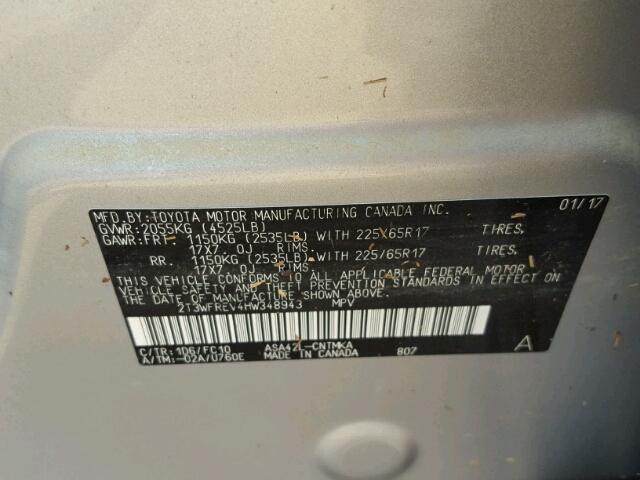 MFD.BY:TOYOTA MOTOR MANUFACTURING CANADA INC. 01/17
GVWR: 2055KG (4525LB)
GAWR:FRT 1150KG (2535LB) WITH 225/65R17 TIRES.
17X7 OJ RIMS.
RR. 1150KG (2535LB) WITH 225/65R17 TIRES.
17X7 OJ RIMS.
THIS VEHICLE CONFORMS TO ALL APPLICABLE FEDERAL MOTOR
VEHICLE SAFETY AND THEFT PREVENTION STANDARDS IN EFFECT ON
THE DATE OF MANUFACTURE SHOWN ABOVE.
2T3WFREV4HW348943 MPV
C/TR: 1D6/FC10 ASA42L-CNTMKA
A/TM:-02A/U760E MADE IN CANADA 807 A